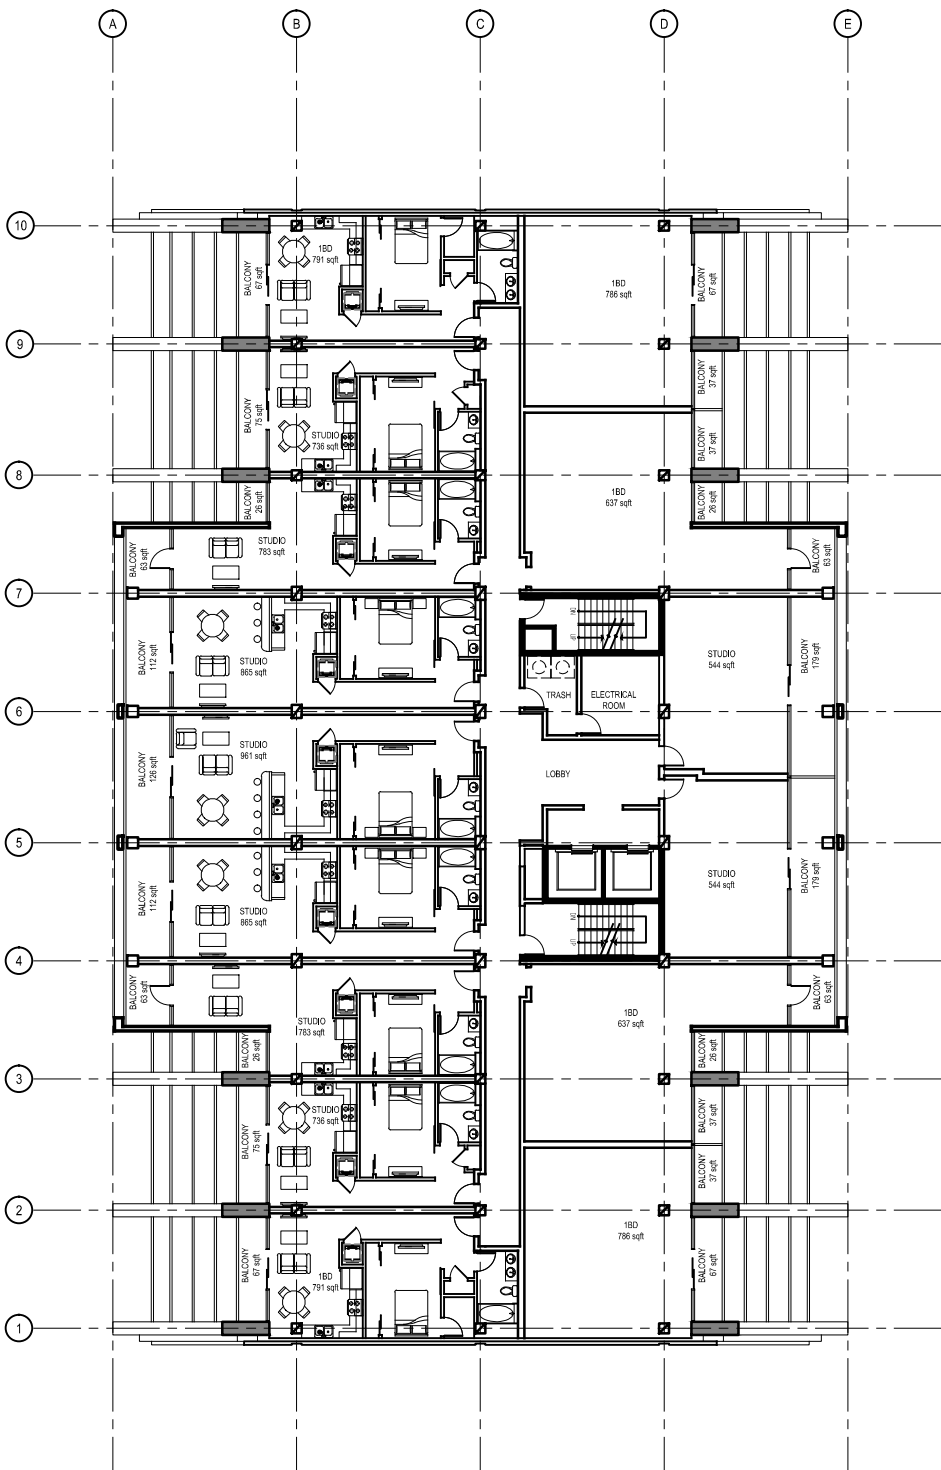 A
B
C
D
E
10
1BD
791 sqft
BALCONY
67 sqft
1BD
786 sqft
BALCONY
67 sqft
9
BALCONY
37 sqft
BALCONY
75 sqft
STUDIO
736 sqft
BALCONY
37 sqft
8
BALCONY
26 sqft
1BD
637 sqft
BALCONY
26 sqft
STUDIO
783 sqft
BALCONY
63 sqft
BALCONY
63 sqft
7
DN
UP
BALCONY
112 sqft
STUDIO
865 sqft
STUDIO
544 sqft
BALCONY
179 sqft
TRASH
ELECTRICAL
ROOM
6
STUDIO
961 sqft
BALCONY
126 sqft
LOBBY
5
BALCONY
112 sqft
STUDIO
865 sqft
STUDIO
544 sqft
BALCONY
179 sqft
DN
UP
4
BALCONY
63 sqft
BALCONY
63 sqft
STUDIO
783 sqft
1BD
637 sqft
BALCONY
26 sqft
BALCONY
26 sqft
3
STUDIO
736 sqft
BALCONY
75 sqft
BALCONY
37 sqft
BALCONY
37 sqft
2
1BD
786 sqft
BALCONY
67 sqft
1BD
791 sqft
BALCONY
67 sqft
1